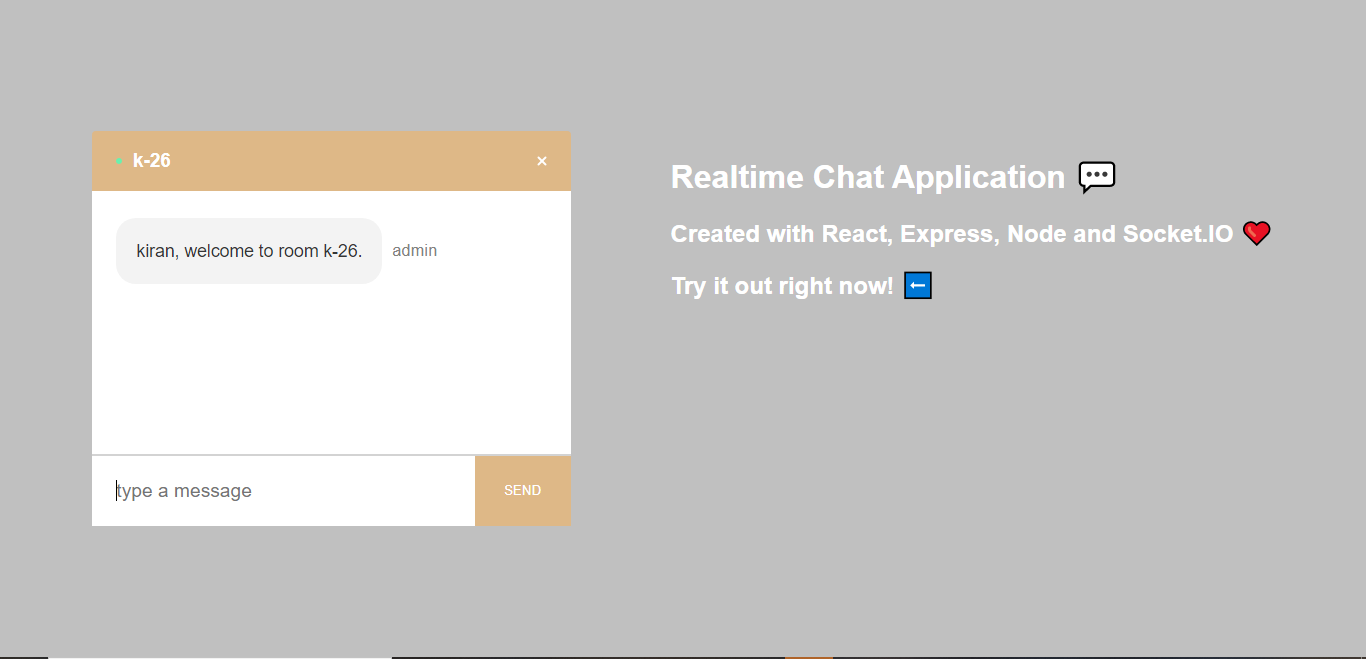 k-26
×
kiran, welcome to room k-26.
admin
type a message
SEND
Realtime Chat Application 💬
Created with React, Express, Node and Socket.IO ❤️
Try it out right now! ⬅️